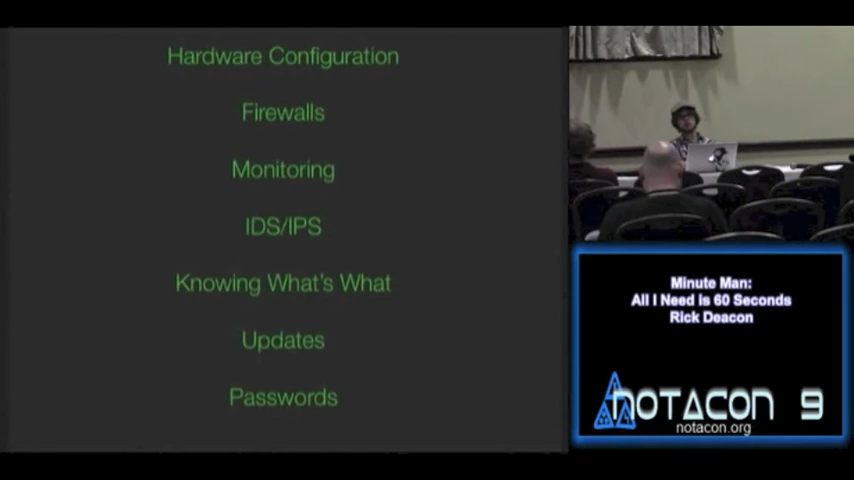 Hardware Configuration
Firewalls
Monitoring
IDS/IPS
Knowing What's What
Updates
Passwords
Minute Man:
All I Need is 60 Seconds
Rick Deacon
NOTACON 9
notacon.org